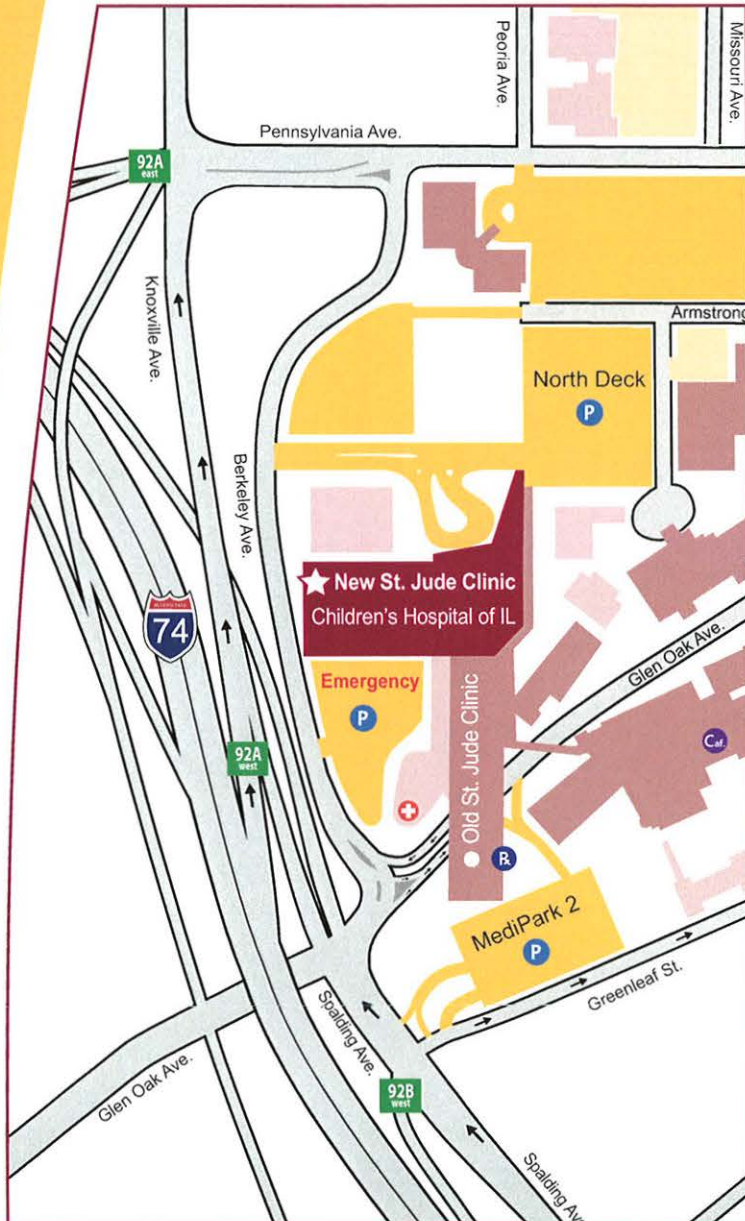 Peoria Ave.
Missouri Ave.
Pennsylvania Ave.
92A
east
Knoxville Ave.
Armstrong
North Deck
P
Berkeley Ave.
New St. Jude Clinic
Children's Hospital of IL
74
Emergency
P
Glen Oak Ave.
Caf.
92A
west
Old St. Jude Clinic
Rx
MediPark 2
P
Greenleaf St.
Spalding Ave.
Glen Oak Ave.
92B
west
Spalding Ave